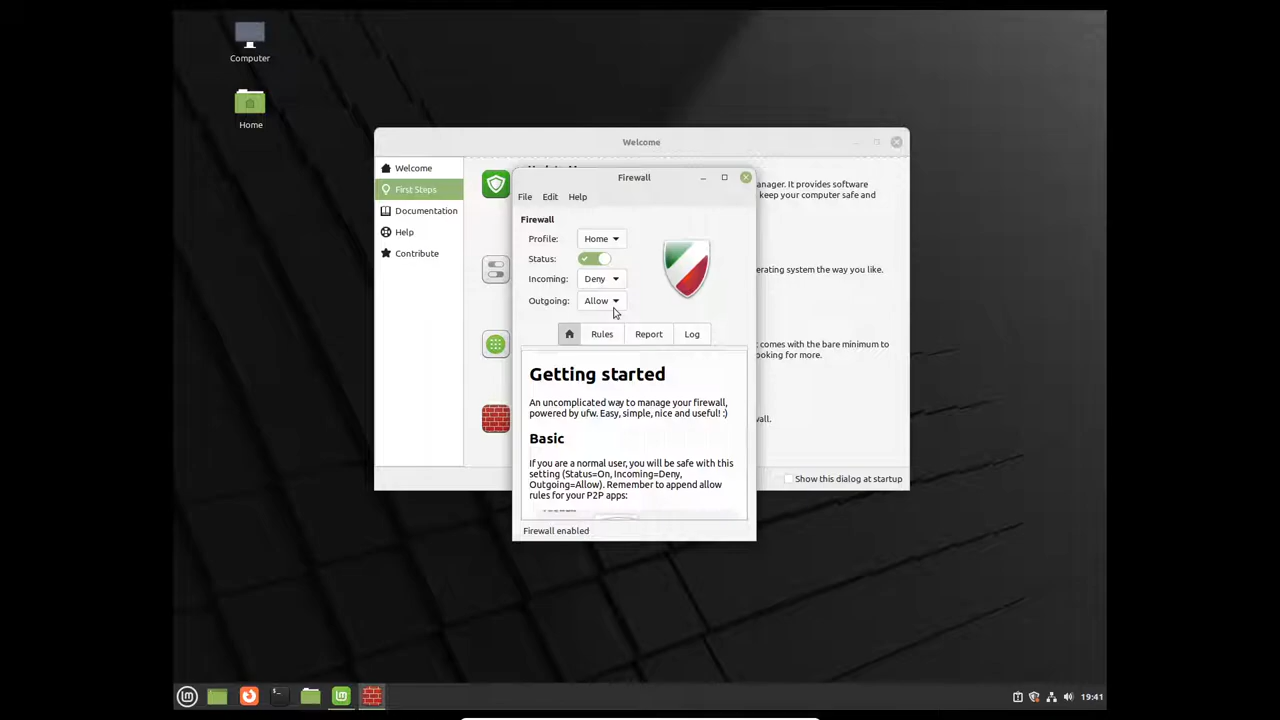 Computer
Home
Welcome
Welcome
First Steps
Documentation
Help
Contribute
anager. It provides software
keep your computer safe and
erating system the way you like.
comes with the bare minimum to
ooking for more.
wall.
Show this dialog at startup
Firewall
File Edit Help
Firewall
Profile: Home
Status:
Incoming: Deny
Outgoing: Allow
Rules Report Log
Getting started
An uncomplicated way to manage your firewall,
powered by ufw. Easy, simple, nice and useful! :)
Basic
If you are a normal user, you will be safe with this
setting (Status=On, Incoming=Deny,
Outgoing=Allow). Remember to append allow
rules for your P2P apps:
Firewall enabled
19:41